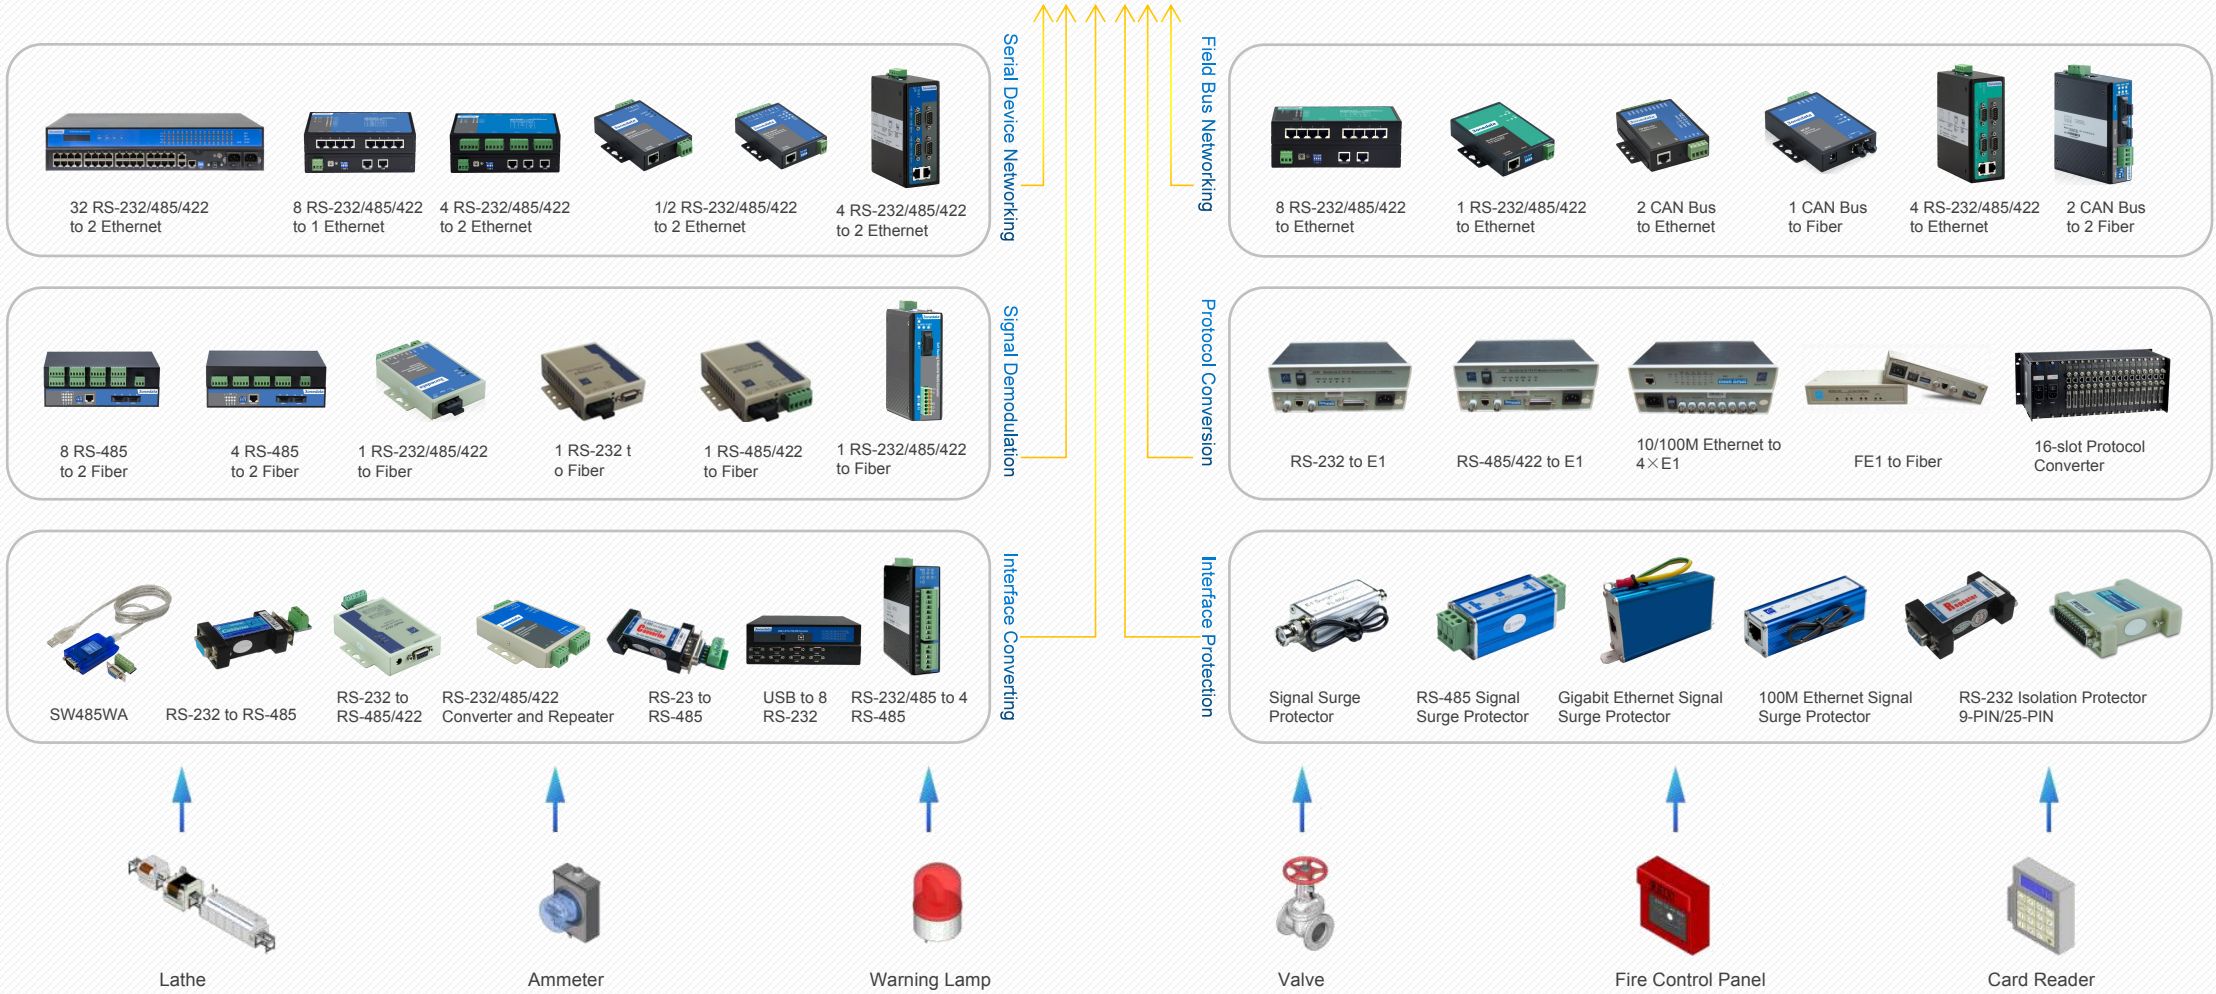 Serial Device Networking
32 RS-232/485/422
to 2 Ethernet
8 RS-232/485/422
to 1 Ethernet
4 RS-232/485/422
to 2 Ethernet
1/2 RS-232/485/422
to 2 Ethernet
4 RS-232/485/422
to 2 Ethernet
Field Bus Networking
8 RS-232/485/422
to Ethernet
1 RS-232/485/422
to Ethernet
2 CAN Bus
to Ethernet
1 CAN Bus
to Fiber
4 RS-232/485/422
to Ethernet
2 CAN Bus
to 2 Fiber
Signal Demodulation
8 RS-485
to 2 Fiber
4 RS-485
to 2 Fiber
1 RS-232/485/422
to Fiber
1 RS-232 t
o Fiber
1 RS-485/422
to Fiber
1 RS-232/485/422
to Fiber
Protocol Conversion
RS-232 to E1
RS-485/422 to E1
10/100M Ethernet to
4×E1
FE1 to Fiber
16-slot Protocol
Converter
Interface Converting
SW485WA
RS-232 to RS-485
RS-232 to
RS-485/422
RS-232/485/422
Converter and Repeater
Converter
RS-23 to
RS-485
USB to 8
RS-232
RS-232/485 to 4
RS-485
Interface Protection
Signal Surge
Protector
RS-485 Signal
Surge Protector
Gigabit Ethernet Signal
Surge Protector
100M Ethernet Signal
Surge Protector
Repeater
RS-232 Isolation Protector
9-PIN/25-PIN
Lathe
Ammeter
Warning Lamp
Valve
Fire Control Panel
Card Reader